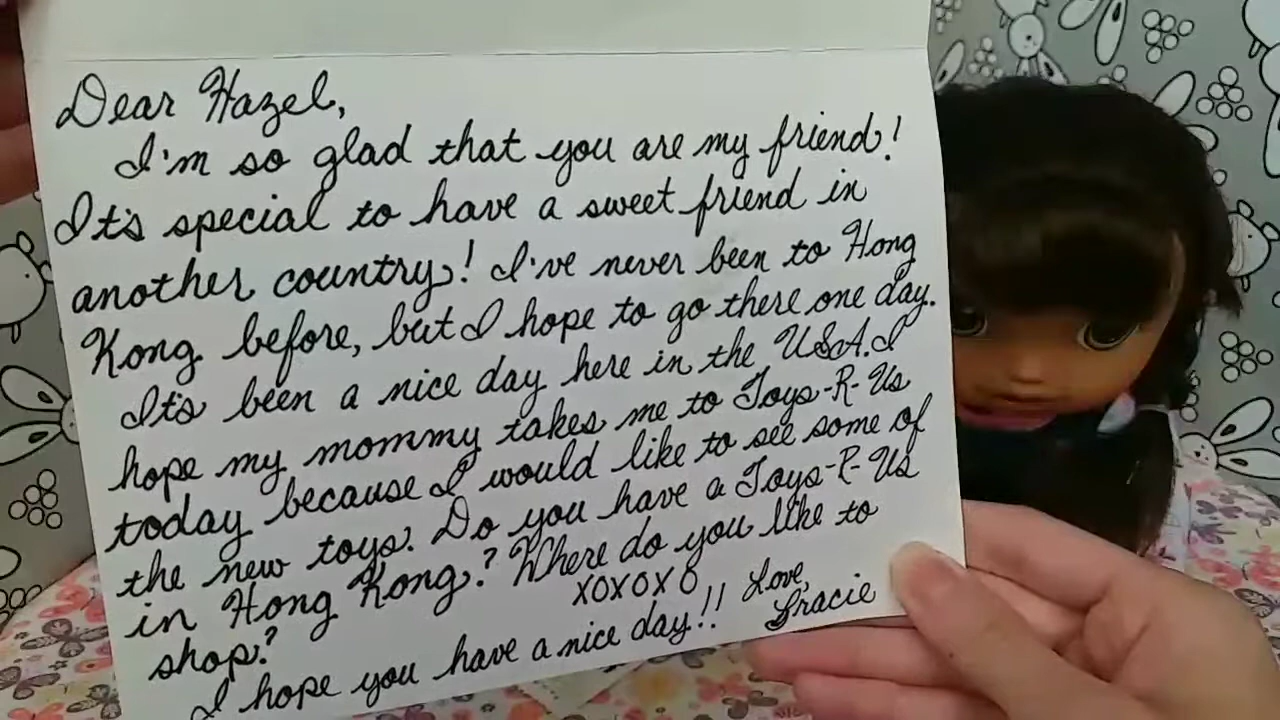 Dear Hazel,
I'm so glad that you are my friend!
It's special to have a sweet friend in
another country! I've never been to Hong
Kong before, but I hope to go there one day.
It's been a nice day here in the USA. I
hope my mommy takes me to Toys-R-Us
today because I would like to see some of
the new toys. Do you have a Toys-R-Us
in Hong Kong? Where do you like to
shop?
XOXOXO Love,
I hope you have a nice day!! Gracie